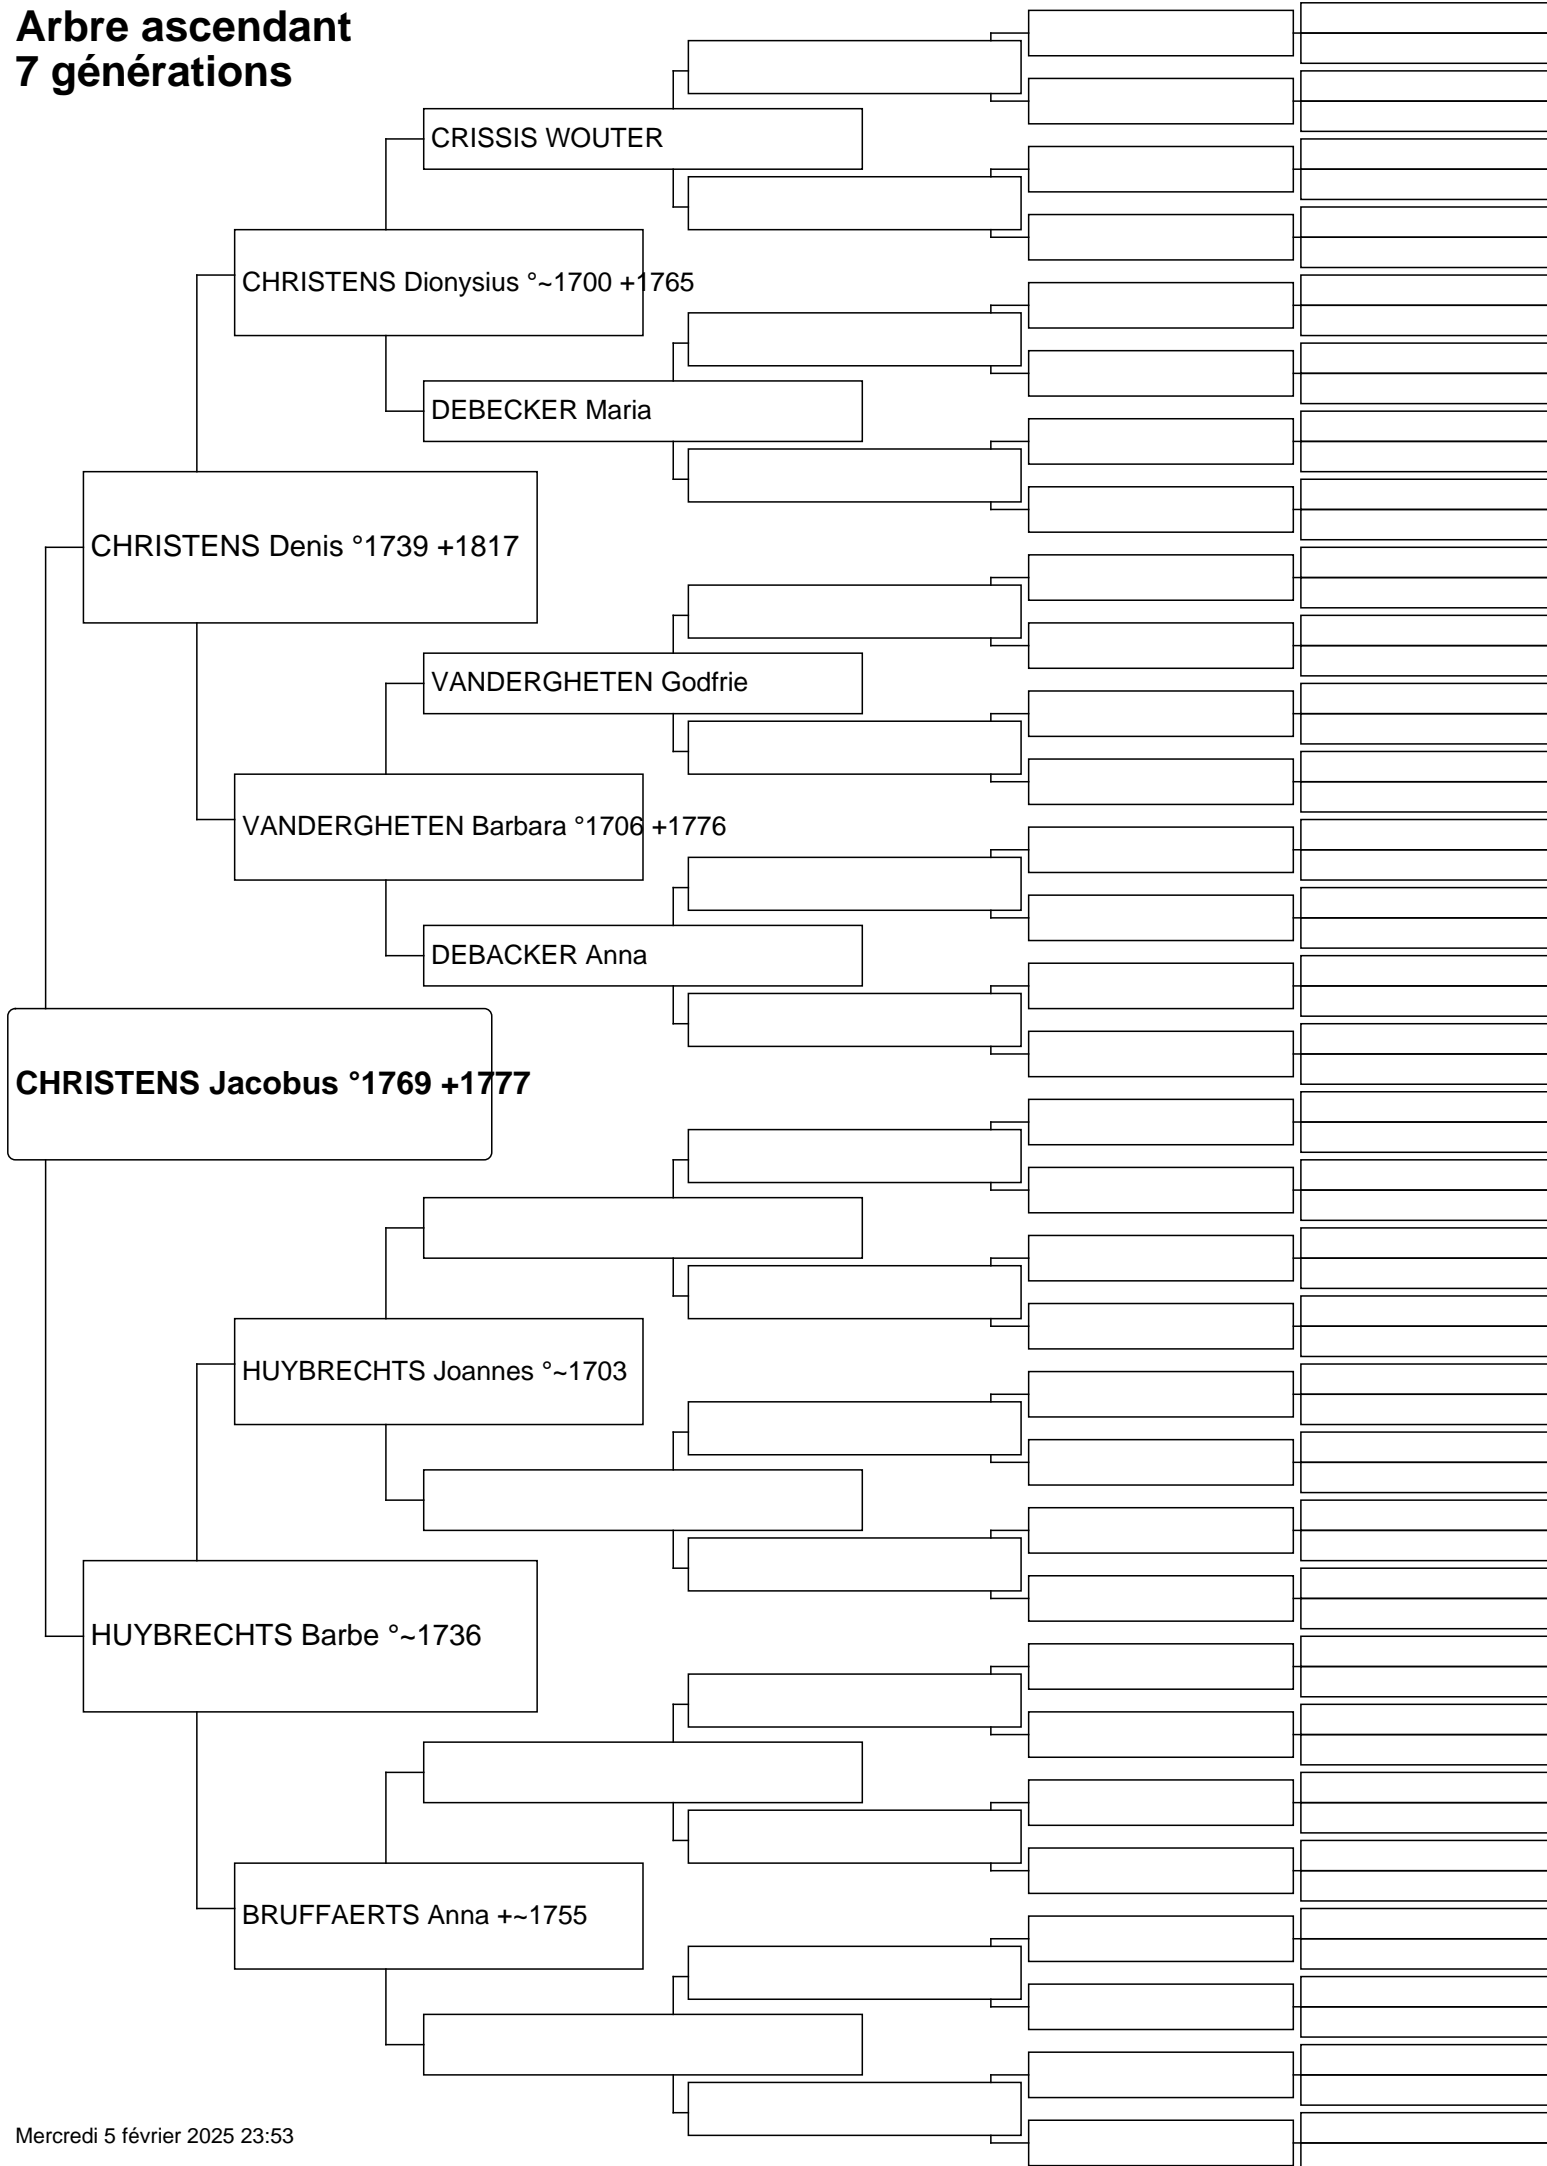 Arbre ascendant
7 générations
CRISSIS WOUTER
CHRISTENS Dionysius °~1700 +1765
DEBECKER Maria
CHRISTENS Denis °1739 +1817
VANDERGHETEN Godfrie
VANDERGHETEN Barbara °1706 +1776
DEBACKER Anna
CHRISTENS Jacobus °1769 +1777
HUYBRECHTS Joannes °~1703
HUYBRECHTS Barbe °~1736
BRUFFAERTS Anna +~1755
Mercredi 5 février 2025 23:53